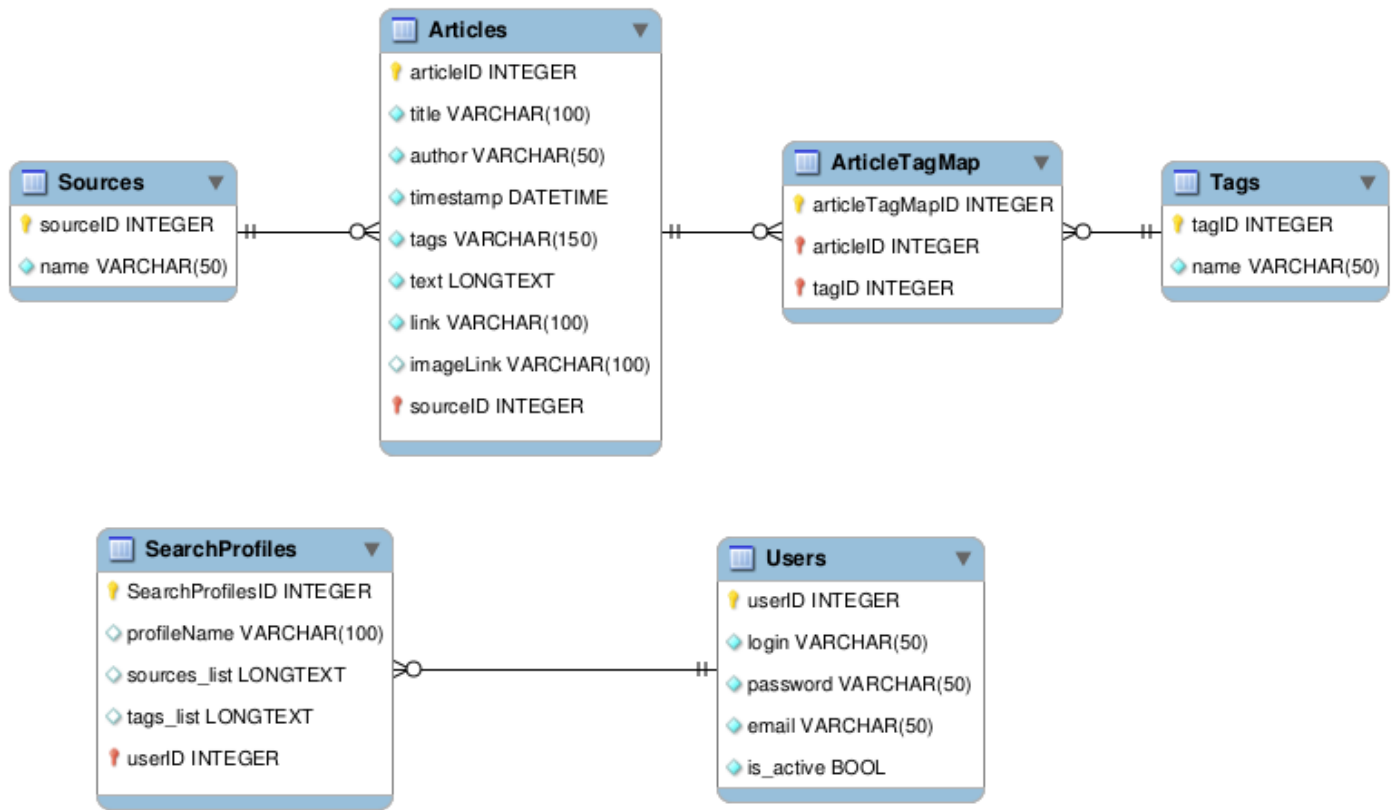 Articles
articleID INTEGER
title VARCHAR(100)
author VARCHAR(50)
timestamp DATETIME
tags VARCHAR(150)
text LONGTEXT
link VARCHAR(100)
imageLink VARCHAR(100)
sourceID INTEGER
Sources
sourceID INTEGER
name VARCHAR(50)
ArticleTagMap
articleTagMapID INTEGER
articleID INTEGER
tagID INTEGER
Tags
tagID INTEGER
name VARCHAR(50)
SearchProfiles
SearchProfilesID INTEGER
profileName VARCHAR(100)
sources_list LONGTEXT
tags_list LONGTEXT
userID INTEGER
Users
userID INTEGER
login VARCHAR(50)
password VARCHAR(50)
email VARCHAR(50)
is_active BOOL